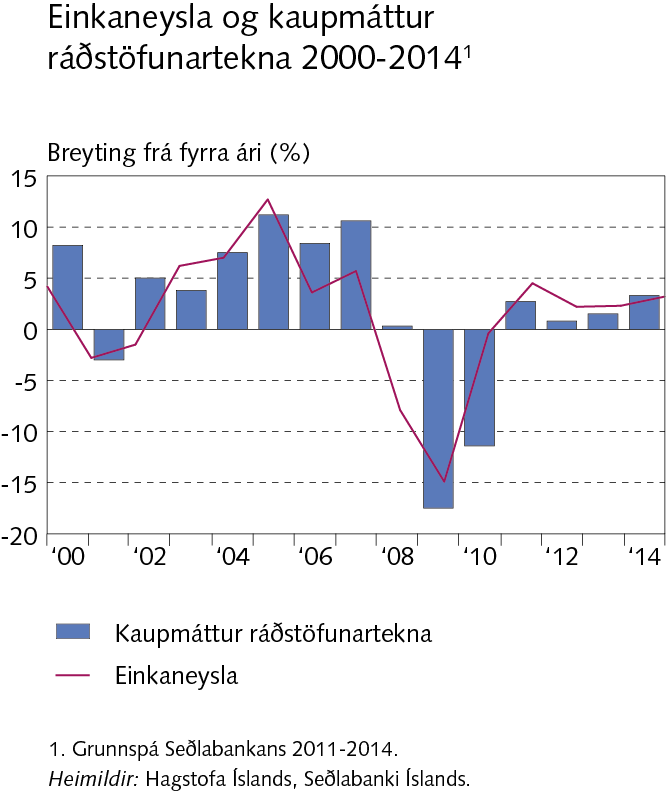 Einkaneysla og kaupmáttur
ráðstöfunartekna 2000-2014¹
Breyting frá fyrra ári (%)
15
10
5
0
-5
-10
-15
-20
‘00 ‘02 ‘04 ‘06 ‘08 ‘10 ‘12 ‘14
Kaupmáttur ráðstöfunartekna
Einkaneysla
1. Grunnspá Seðlabankans 2011-2014.
Heimildir: Hagstofa Íslands, Seðlabanki Íslands.